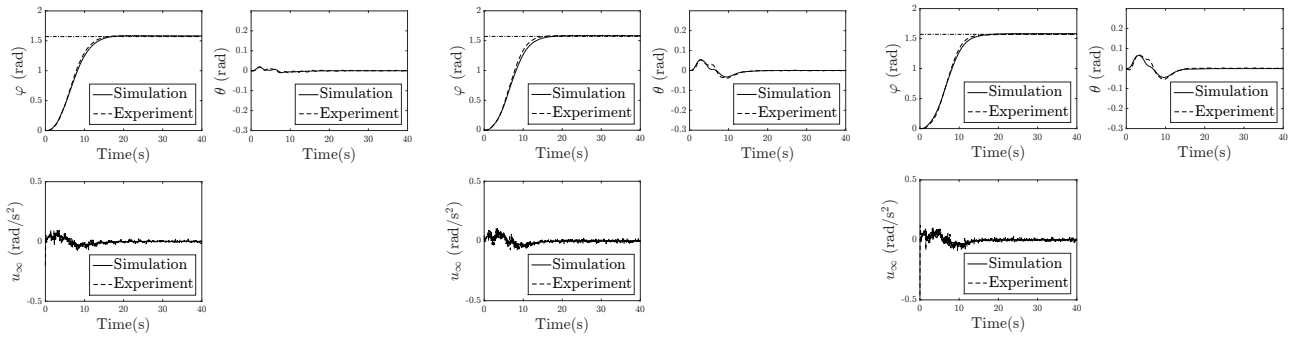 2
1.5
1
0.5
0
φ (rad)
Simulation
Experiment
0 10 20 30 40
Time(s)
0.2
0.1
0
-0.1
-0.2
-0.3
θ (rad)
Simulation
Experiment
0 10 20 30 40
Time(s)
2
1.5
1
0.5
0
φ (rad)
Simulation
Experiment
0 10 20 30 40
Time(s)
0.2
0.1
0
-0.1
-0.2
-0.3
θ (rad)
Simulation
Experiment
0 10 20 30 40
Time(s)
2
1.5
1
0.5
0
φ (rad)
Simulation
Experiment
0 10 20 30 40
Time(s)
0.2
0.1
0
-0.1
-0.2
-0.3
θ (rad)
Simulation
Experiment
0 10 20 30 40
Time(s)
0.5
0
-0.5
u∞ (rad/s²)
Simulation
Experiment
0 10 20 30 40
Time(s)
0.5
0
-0.5
u∞ (rad/s²)
Simulation
Experiment
0 10 20 30 40
Time(s)
0.5
0
-0.5
u∞ (rad/s²)
Simulation
Experiment
0 10 20 30 40
Time(s)